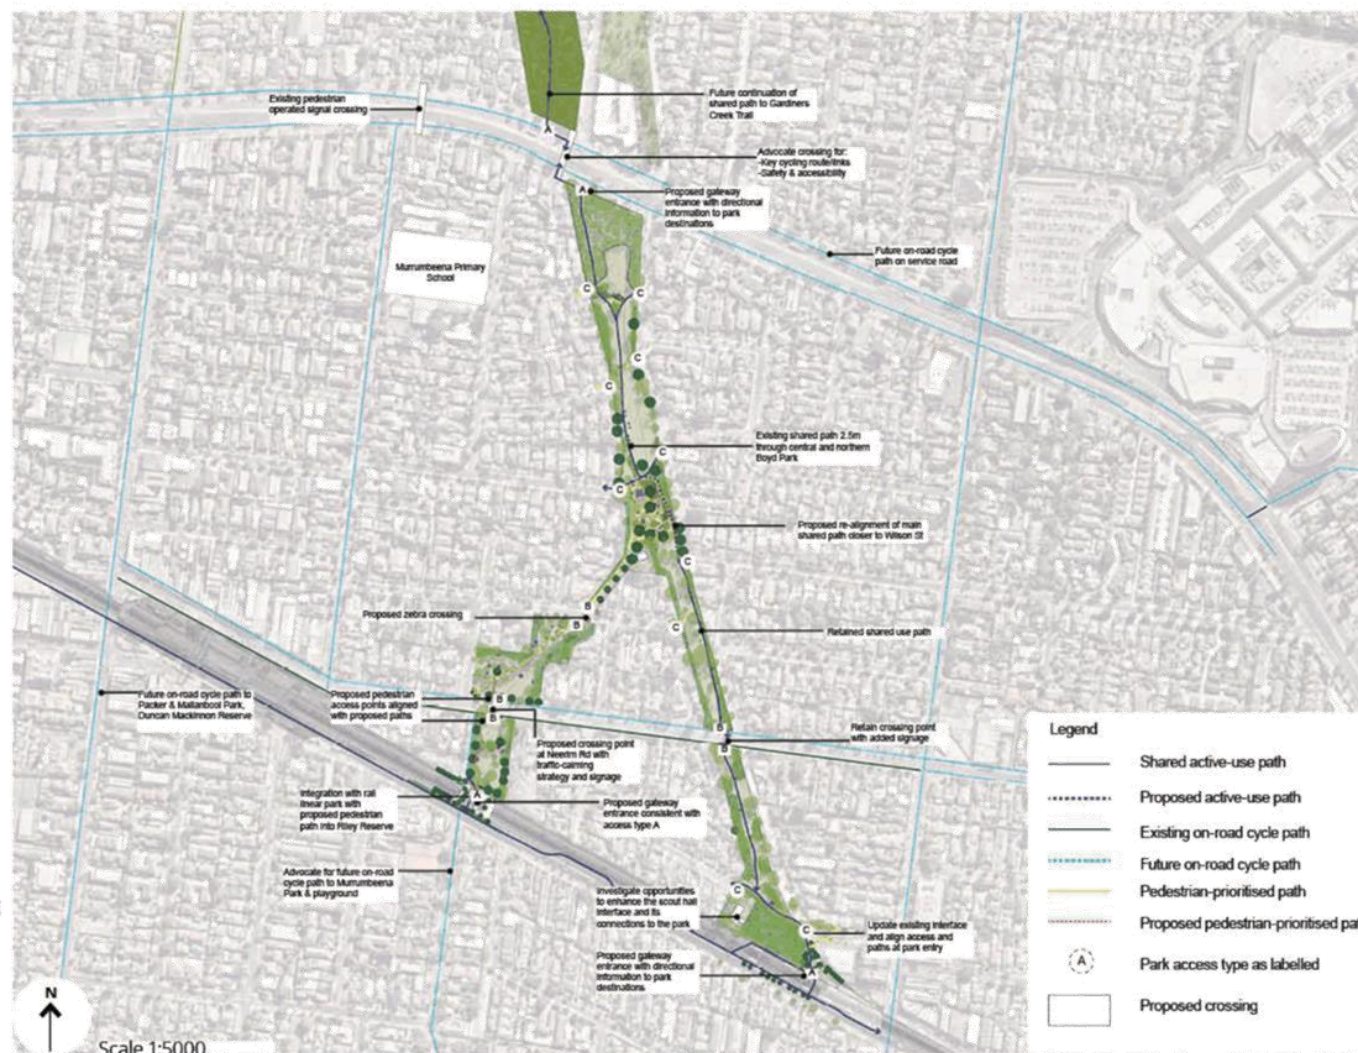 Existing pedestrian
operated signal crossing
Future continuation of
shared path to Gardiners
Creek Trail
A
Advocate crossing for:
-Key cycling route/links
-Safety & accessibility
A
Proposed gateway
entrance with directional
information to park
destinations
Future on-road cycle
path on service road
Murrumbeena Primary
School
C
C
C
C
Existing shared path 2.5m
through central and northern
Boyd Park
C
C
Proposed re-alignment of main
shared path closer to Wilson St
C
Proposed zebra crossing
B
B
C
Retained shared use path
Future on-road cycle path to
Packer & Mallanbool Park,
Duncan Mackinnon Reserve
Proposed pedestrian
access points aligned
with proposed paths
B
B
Proposed crossing point
at Neerim Rd with
traffic-calming
strategy and signage
B
B
Retain crossing point
with added signage
Integration with rail
linear park with
proposed pedestrian
path into Riley Reserve
A
Proposed gateway
entrance consistent with
access type A
Advocate for future on-road
cycle path to Murrumbeena
Park & playground
Investigate opportunities
to enhance the scout hall
interface and its
connections to the park
C
C
Update existing interface
and align access and
paths at park entry
Proposed gateway
entrance with directional
information to park
destinations
A
Legend
Shared active-use path
Proposed active-use path
Existing on-road cycle path
Future on-road cycle path
Pedestrian-prioritised path
Proposed pedestrian-prioritised pat
A
Park access type as labelled
Proposed crossing
N
Scale 1:5000